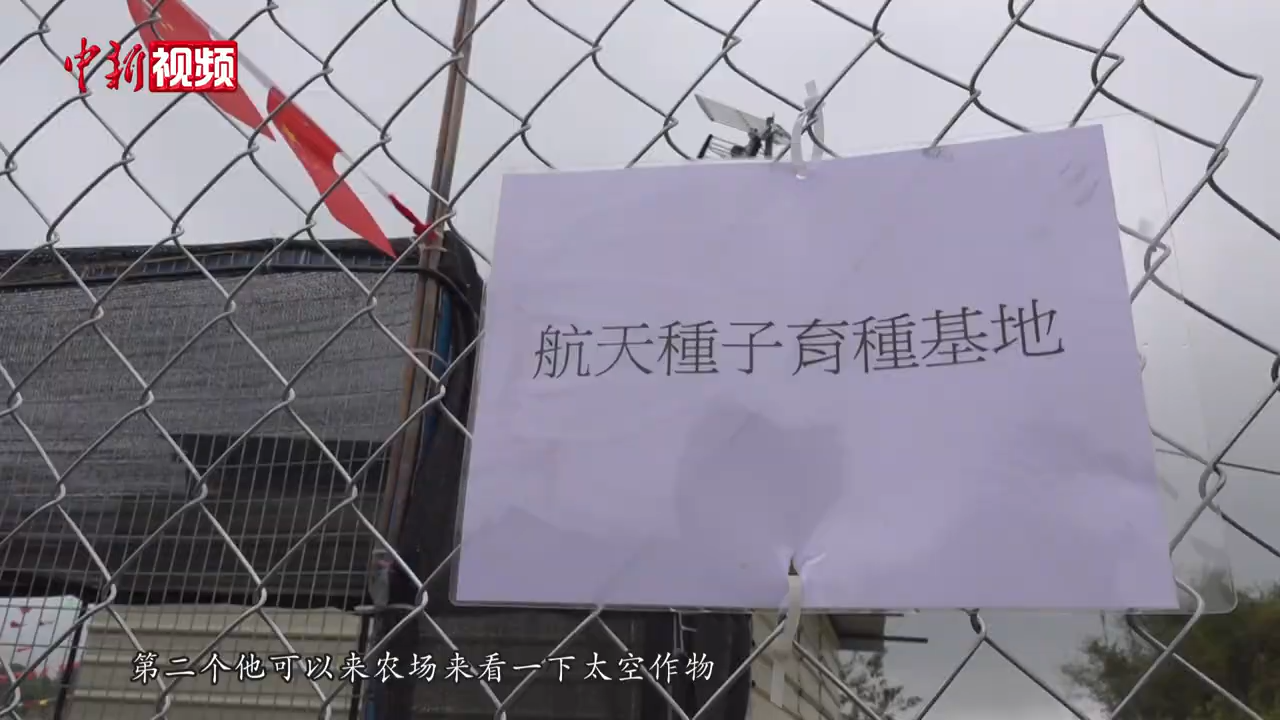 中新视频
航天種子育種基地
第二个他可以来农场来看一下太空作物